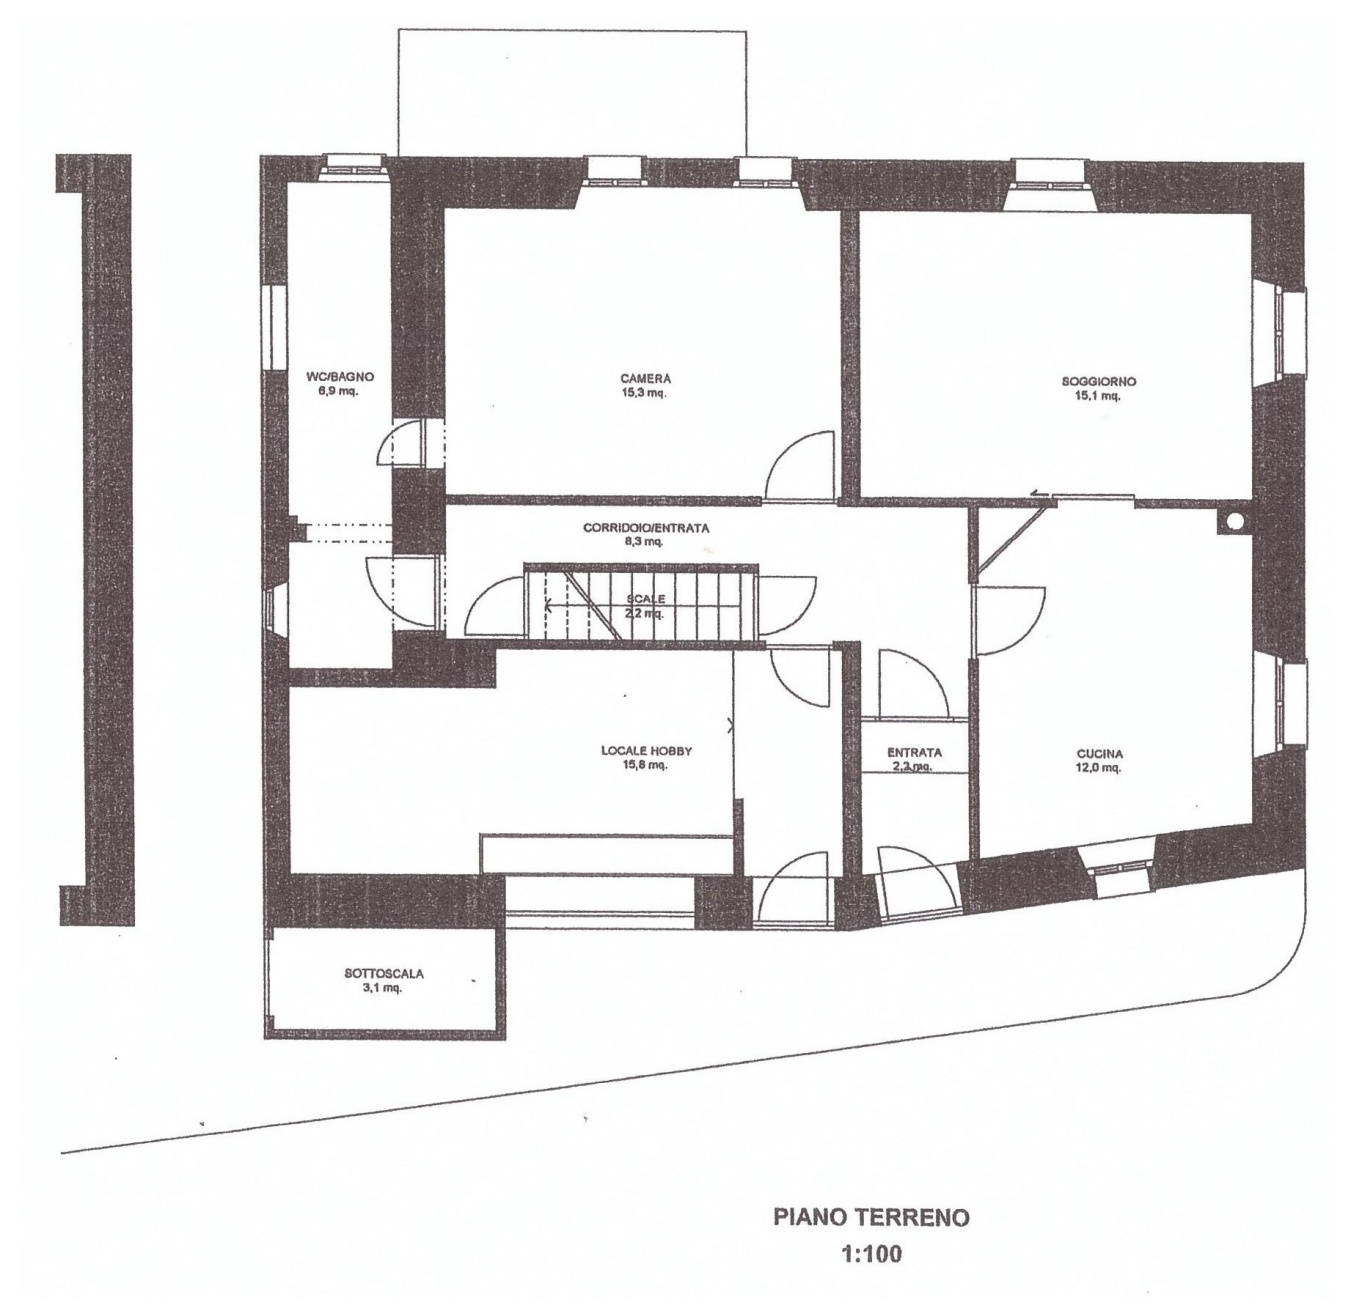 WC/BAGNO
6,9 mq.
CAMERA
15,3 mq.
SOGGIORNO
15,1 mq.
CORRIDOIO/ENTRATA
8,3 mq.
SCALE
2,2 mq.
LOCALE HOBBY
15,8 mq.
ENTRATA
mq.
CUCINA
12,0 mq.
SOTTOSCALA
3,1 mq.
PIANO TERRENO
1:100